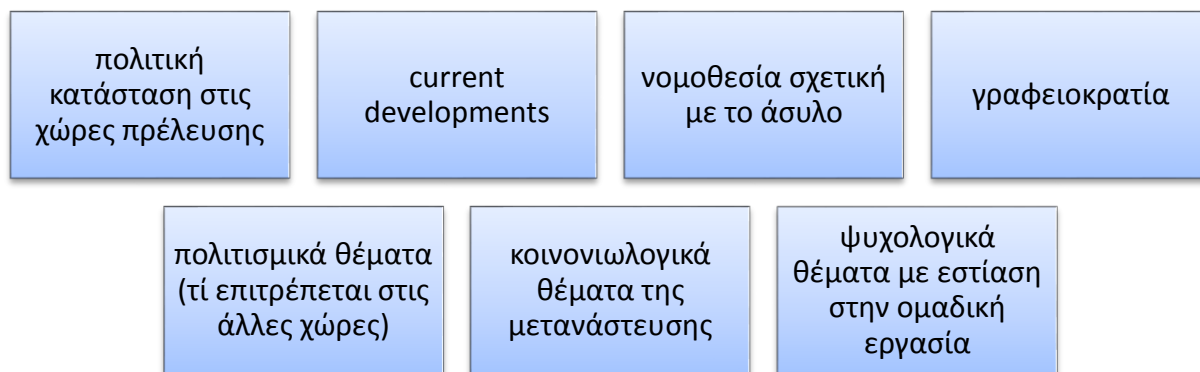 πολιτική
κατάσταση στις
χώρες πρέλευσης
current
developments
νομοθεσία σχετική
με το άσυλο
γραφειοκρατία
πολιτισμικά θέματα
(τί επιτρέπεται στις
άλλες χώρες)
κοινονιωλογικά
θέματα της
μετανάστευσης
ψυχολογικά
θέματα με εστίαση
στην ομαδική
εργασία